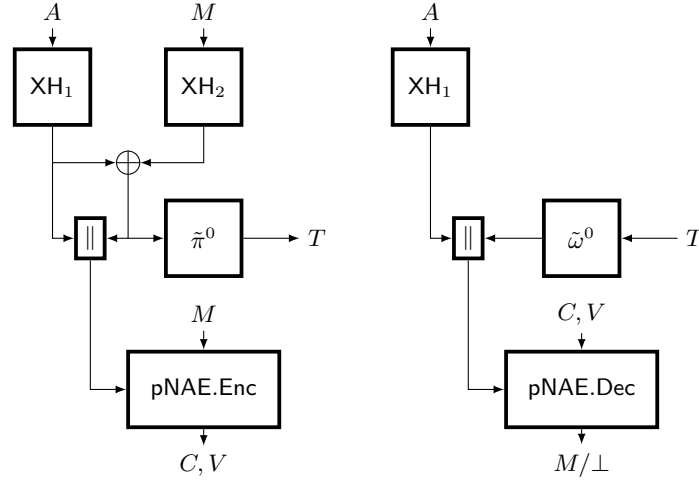 A M A
XH₁ XH₂ XH₁
|| π̃⁰ T || ω̃⁰ T
M C, V
pNAE.Enc pNAE.Dec
C, V M/⊥